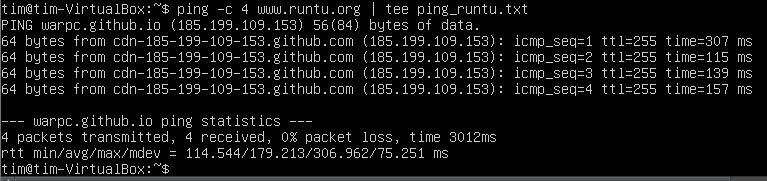 tim@tim-VirtualBox:~$ ping -c 4 www.runtu.org | tee ping_runtu.txt
PING warpc.github.io (185.199.109.153) 56(84) bytes of data.
64 bytes from cdn-185-199-109-153.github.com (185.199.109.153): icmp_seq=1 ttl=255 time=307 ms
64 bytes from cdn-185-199-109-153.github.com (185.199.109.153): icmp_seq=2 ttl=255 time=115 ms
64 bytes from cdn-185-199-109-153.github.com (185.199.109.153): icmp_seq=3 ttl=255 time=139 ms
64 bytes from cdn-185-199-109-153.github.com (185.199.109.153): icmp_seq=4 ttl=255 time=157 ms
--- warpc.github.io ping statistics ---
4 packets transmitted, 4 received, 0% packet loss, time 3012ms
rtt min/avg/max/mdev = 114.544/179.213/306.962/75.251 ms
tim@tim-VirtualBox:~$